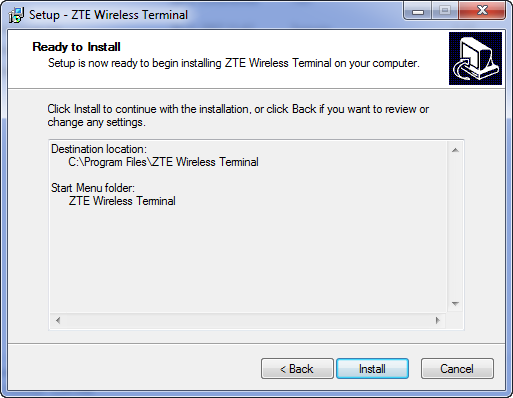 Setup - ZTE Wireless Terminal
Ready to Install
Setup is now ready to begin installing ZTE Wireless Terminal on your computer.
Click Install to continue with the installation, or click Back if you want to review or
change any settings.
Destination location:
C:\Program Files\ZTE Wireless Terminal
Start Menu folder:
ZTE Wireless Terminal
< Back
Install
Cancel